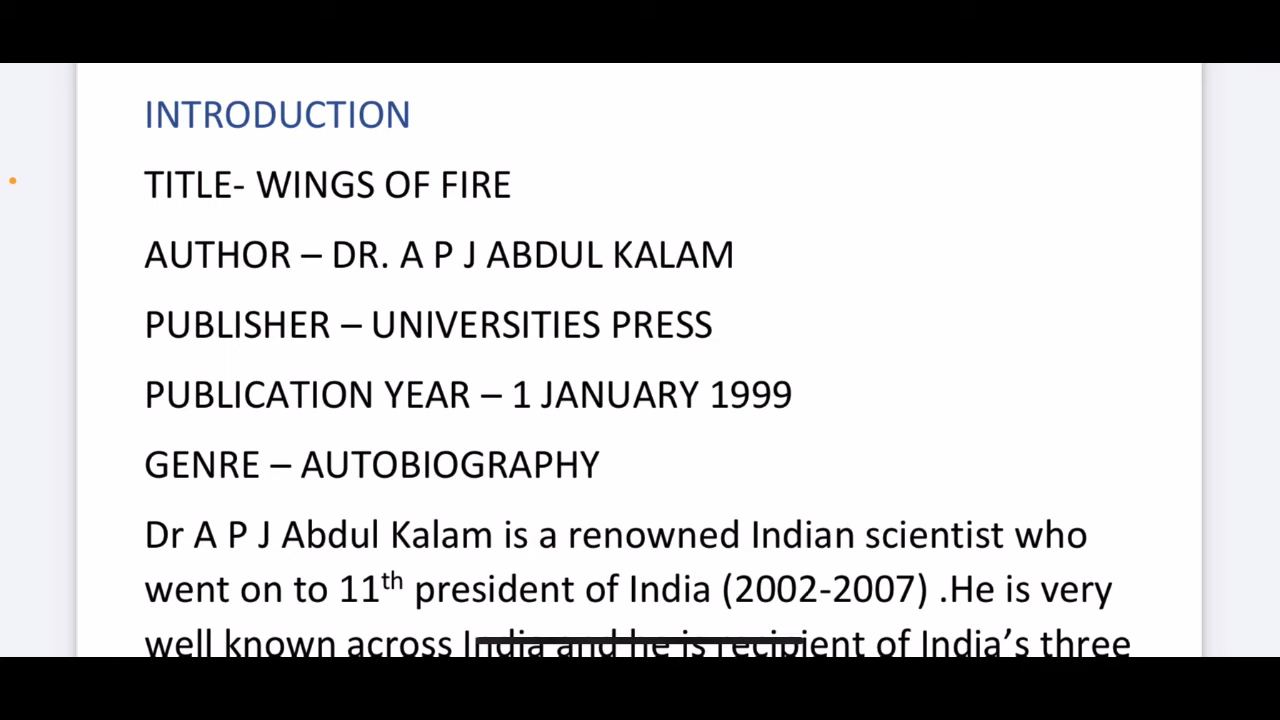 INTRODUCTION
TITLE- WINGS OF FIRE
AUTHOR – DR. A P J ABDUL KALAM
PUBLISHER – UNIVERSITIES PRESS
PUBLICATION YEAR – 1 JANUARY 1999
GENRE – AUTOBIOGRAPHY
Dr A P J Abdul Kalam is a renowned Indian scientist who
went on to 11th president of India (2002-2007) .He is very
well known across India and he is recipient of India’s three